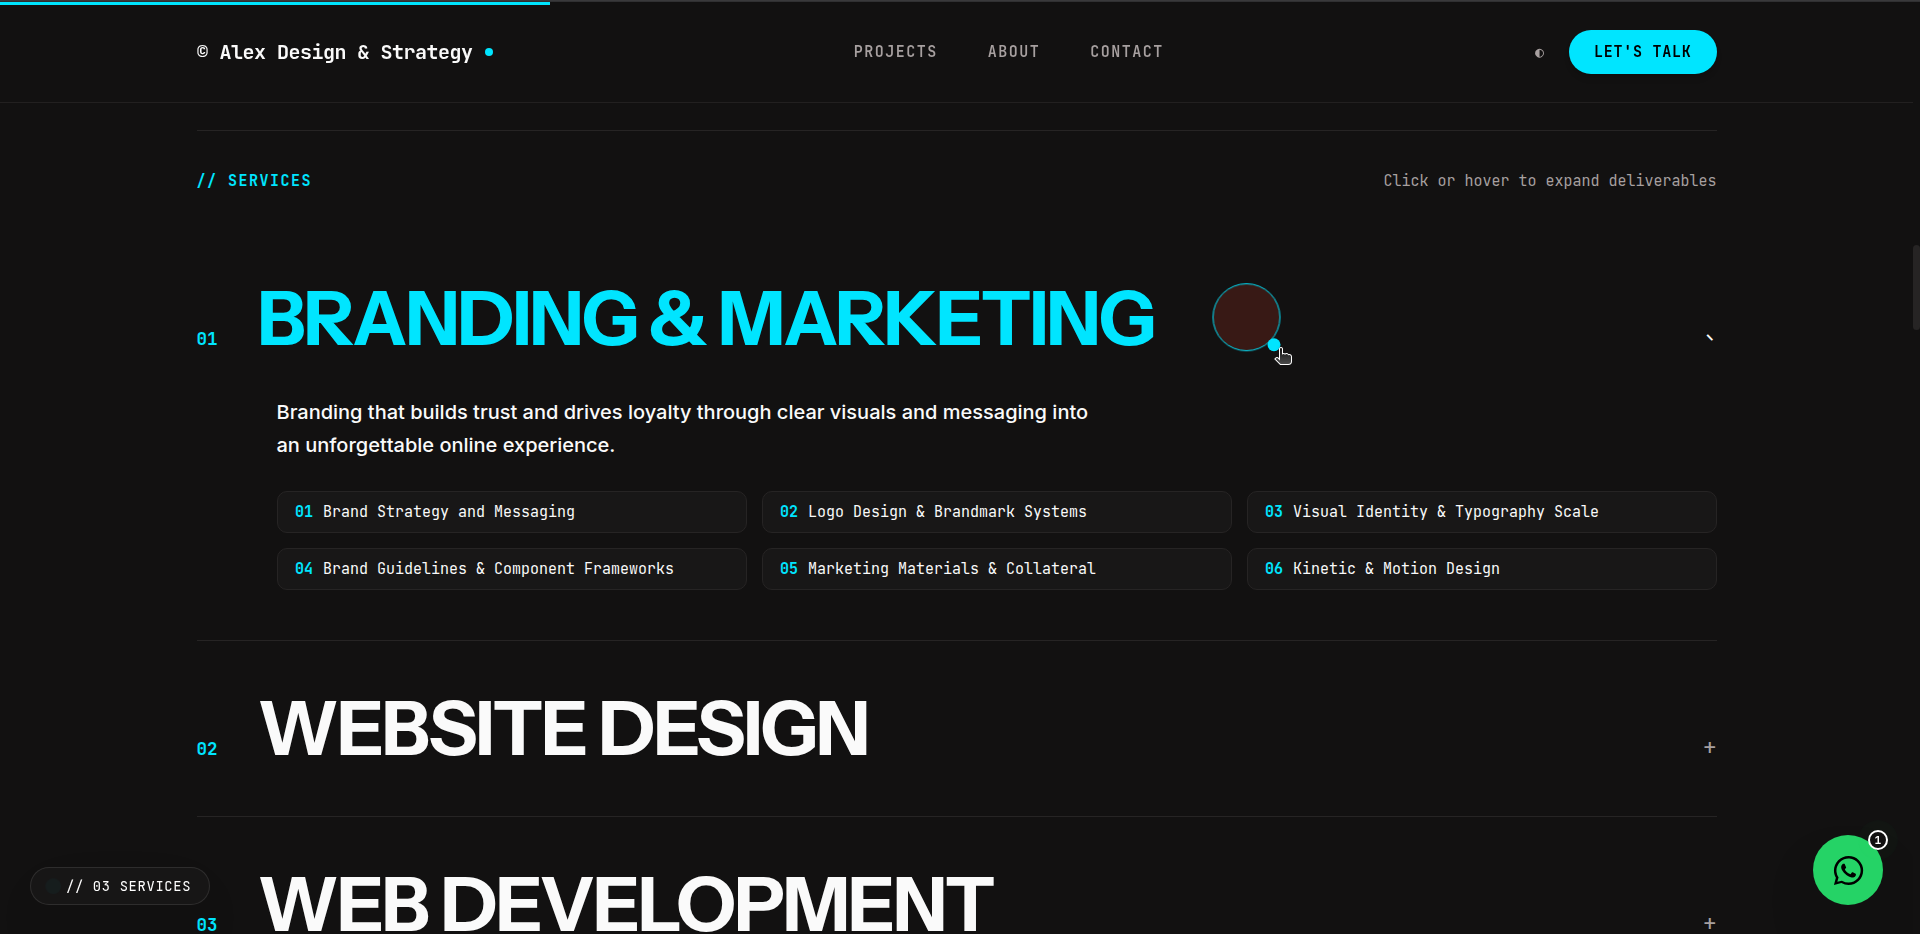 © Alex Design & Strategy
PROJECTS
ABOUT
CONTACT
LET'S TALK
// SERVICES
Click or hover to expand deliverables
01
BRANDING & MARKETING
Branding that builds trust and drives loyalty through clear visuals and messaging into
an unforgettable online experience.
01 Brand Strategy and Messaging
02 Logo Design & Brandmark Systems
03 Visual Identity & Typography Scale
04 Brand Guidelines & Component Frameworks
05 Marketing Materials & Collateral
06 Kinetic & Motion Design
02
WEBSITE DESIGN
+
1
// 03 SERVICES
03
WEB DEVELOPMENT
+